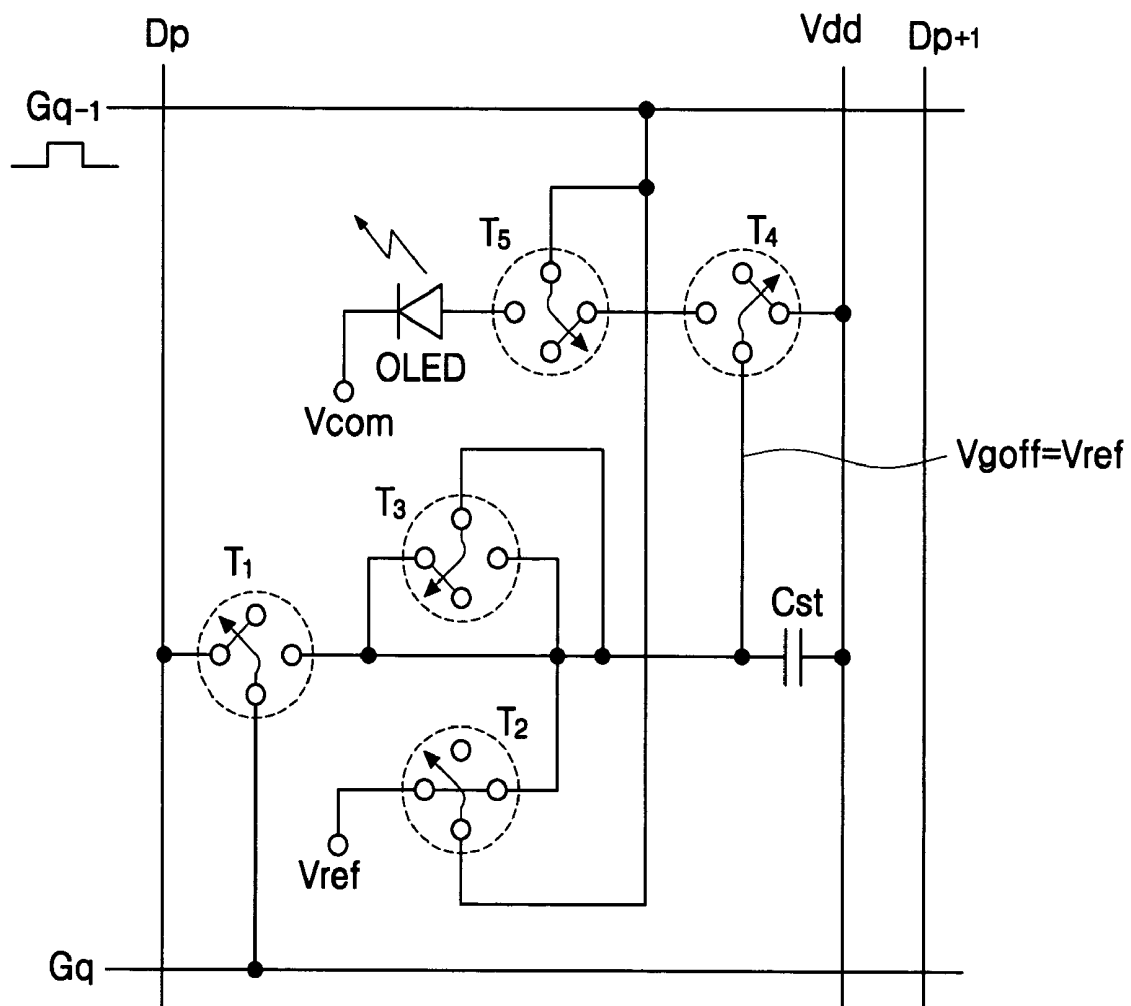 Dp
Vdd
Dp+1
Gq-1
T5
T4
OLED
Vcom
Vgoff=Vref
T3
T1
Cst
T2
Vref
Gq